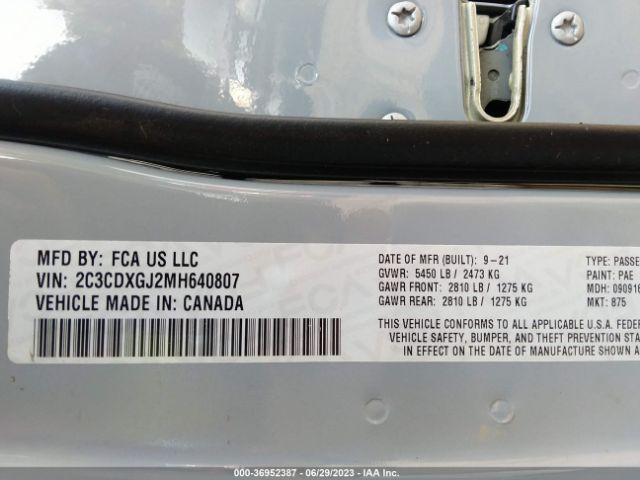 MFD BY: FCA US LLC
VIN: 2C3CDXGJ2MH640807
VEHICLE MADE IN: CANADA
DATE OF MFR (BUILT): 9-21
GVWR: 5450 LB / 2473 KG
GAWR FRONT: 2810 LB / 1275 KG
GAWR REAR: 2810 LB / 1275 KG
TYPE: PASSE
PAINT: PAE
MDH: 090916
MKT: 875
THIS VEHICLE CONFORMS TO ALL APPLICABLE U.S.A. FEDER
VEHICLE SAFETY, BUMPER, AND THEFT PREVENTION STA
IN EFFECT ON THE DATE OF MANUFACTURE SHOWN A
000-36952387 - 06/29/2023 - IAA Inc.